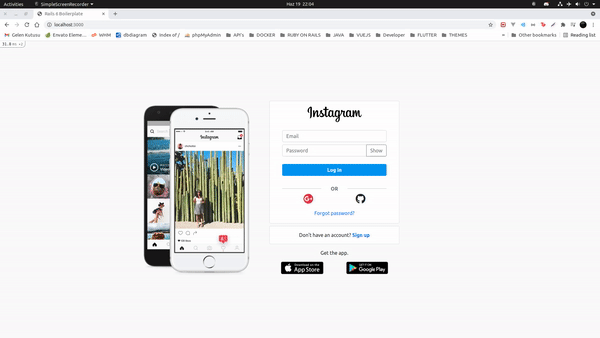 Activities SimpleScreenRecorder Haz 19 22:04
Rails 6 Boilerplate
localhost:3000
Gelen Kutusu Envato Eleme... WHM dbdiagram Index of / phpMyAdmin API's DOCKER RUBY ON RAILS JAVA VUEJS Developer FLUTTER THEMES Other bookmarks Reading list
Instagram
Email
Password Show
Log In
OR
Forgot password?
Don't have an account? Sign up
Get the app.
Download on the App Store
GET IT ON Google Play
Instagram